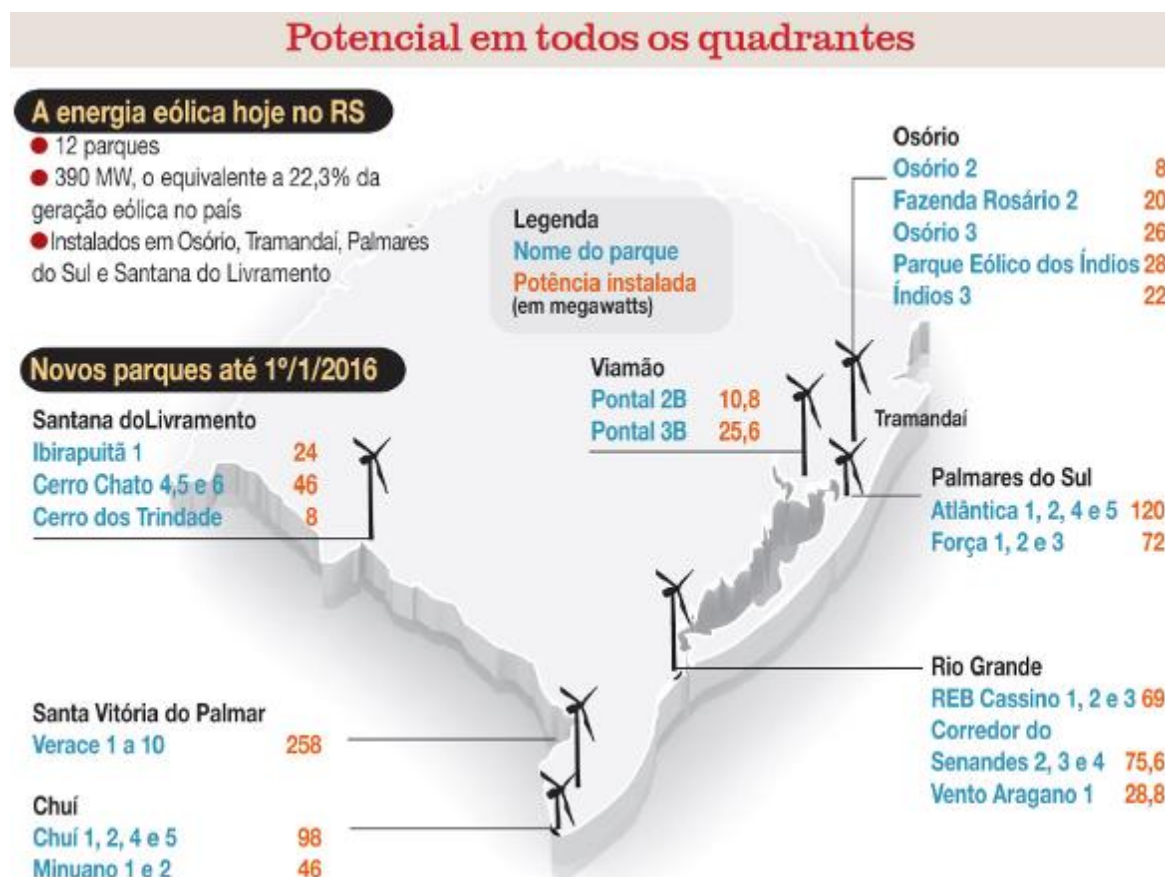 Potencial em todos os quadrantes
A energia eólica hoje no RS
12 parques
390 MW, o equivalente a 22,3% da
geração eólica no país
Instalados em Osório, Tramandaí, Palmares
do Sul e Santana do Livramento
Legenda
Nome do parque
Potência instalada
(em megawatts)
Osório
Osório 2 8
Fazenda Rosário 2 20
Osório 3 26
Parque Eólico dos Índios 28
Índios 3 22
Novos parques até 1º/1/2016
Santana doLivramento
Ibirapuitã 1 24
Cerro Chato 4,5 e 6 46
Cerro dos Trindade 8
Viamão
Pontal 2B 10,8
Pontal 3B 25,6
Tramandaí
Palmares do Sul
Atlântica 1, 2, 4 e 5 120
Força 1, 2 e 3 72
Rio Grande
REB Cassino 1, 2 e 3 69
Corredor do
Senandes 2, 3 e 4 75,6
Vento Aragano 1 28,8
Santa Vitória do Palmar
Verace 1 a 10 258
Chuí
Chuí 1, 2, 4 e 5 98
Minuano 1 e 2 46